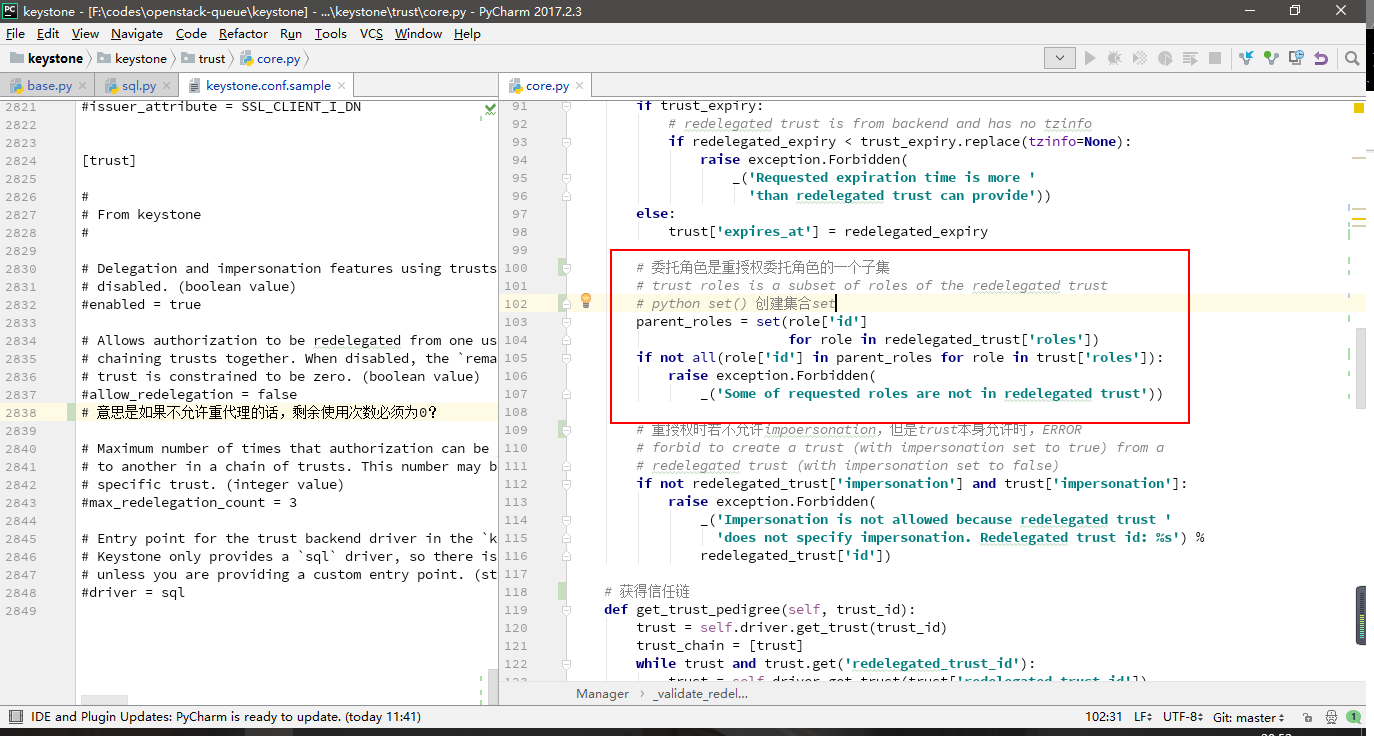 keystone - [F:\codes\openstack-queue\keystone] - ...\keystone\trust\core.py - PyCharm 2017.2.3
File Edit View Navigate Code Refactor Run Tools VCS Window Help
keystone keystone trust core.py
base.py sql.py keystone.conf.sample
2821 #issuer_attribute = SSL_CLIENT_I_DN
2822
2823
2824 [trust]
2825
2826 #
2827 # From keystone
2828 #
2829
2830 # Delegation and impersonation features using trusts
2831 # disabled. (boolean value)
2832 #enabled = true
2833
2834 # Allows authorization to be redelegated from one us
2835 # chaining trusts together. When disabled, the `rema
2836 # trust is constrained to be zero. (boolean value)
2837 #allow_redelegation = false
2838 # 意思是如果不允许重代理的话，剩余使用次数必须为0？
2839
2840 # Maximum number of times that authorization can be
2841 # to another in a chain of trusts. This number may b
2842 # specific trust. (integer value)
2843 #max_redelegation_count = 3
2844
2845 # Entry point for the trust backend driver in the `k
2846 # Keystone only provides a `sql` driver, so there is
2847 # unless you are providing a custom entry point. (st
2848 #driver = sql
2849
core.py
91 if trust_expiry:
92 # redelegated trust is from backend and has no tzinfo
93 if redelegated_expiry < trust_expiry.replace(tzinfo=None):
94 raise exception.Forbidden(
95 _('Requested expiration time is more '
96 'than redelegated trust can provide'))
97 else:
98 trust['expires_at'] = redelegated_expiry
99
100 # 委托角色是重授权委托角色的一个子集
101 # trust roles is a subset of roles of the redelegated trust
102 # python set() 创建集合set
103 parent_roles = set(role['id']
104 for role in redelegated_trust['roles'])
105 if not all(role['id'] in parent_roles for role in trust['roles']):
106 raise exception.Forbidden(
107 _('Some of requested roles are not in redelegated trust'))
108
109 # 重授权时若不允许impoersonation，但是trust本身允许时，ERROR
110 # forbid to create a trust (with impersonation set to true) from a
111 # redelegated trust (with impersonation set to false)
112 if not redelegated_trust['impersonation'] and trust['impersonation']:
113 raise exception.Forbidden(
114 _('Impersonation is not allowed because redelegated trust '
115 'does not specify impersonation. Redelegated trust id: %s') %
116 redelegated_trust['id'])
117
118 # 获得信任链
119 def get_trust_pedigree(self, trust_id):
120 trust = self.driver.get_trust(trust_id)
121 trust_chain = [trust]
122 while trust and trust.get('redelegated_trust_id'):
123 trust = self.driver.get_trust(trust['redelegated_trust_id'])
Manager _validate_redel...
IDE and Plugin Updates: PyCharm is ready to update. (today 11:41) 102:31 LF UTF-8 Git: master 1